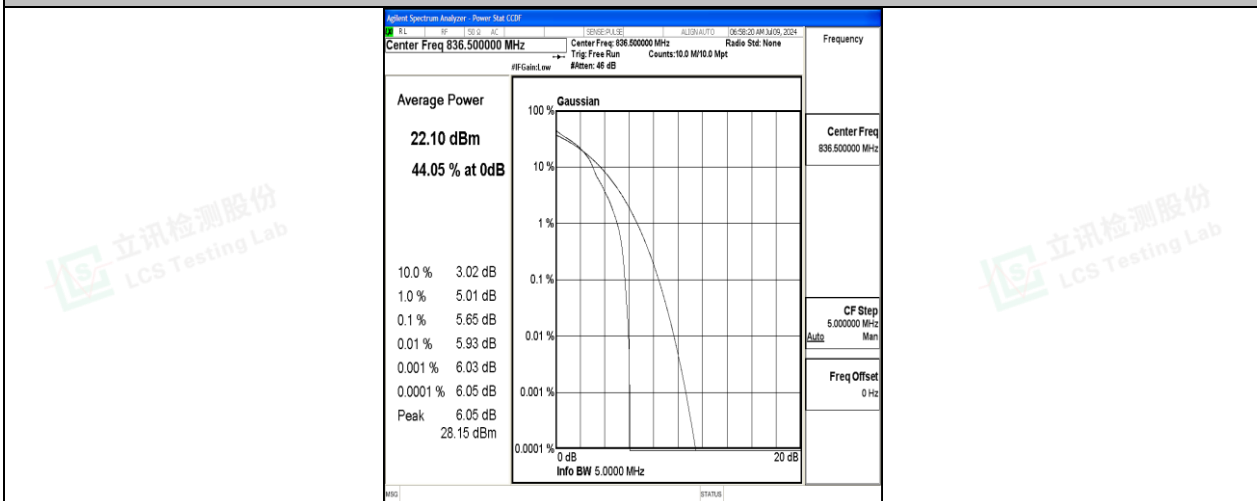 Agilent Spectrum Analyzer - Power Stat CCDF
RL RF 50 Ω AC SENSE:PULSE ALIGNAUTO 06:58:20 AM Jul 09, 2024
Center Freq 836.500000 MHz
Center Freq: 836.500000 MHz Radio Std: None
Trig: Free Run Counts:10.0 M/10.0 Mpt
#IFGain:Low #Atten: 46 dB
Frequency
Average Power
22.10 dBm
44.05 % at 0dB
10.0 % 3.02 dB
1.0 % 5.01 dB
0.1 % 5.65 dB
0.01 % 5.93 dB
0.001 % 6.03 dB
0.0001 % 6.05 dB
Peak 6.05 dB
28.15 dBm
Gaussian
100 %
10 %
1 %
0.1 %
0.01 %
0.001 %
0.0001 %
0 dB 20 dB
Info BW 5.0000 MHz
Center Freq
836.500000 MHz
CF Step
5.000000 MHz
Auto Man
Freq Offset
0 Hz
MSG STATUS
立讯检测股份
LCS Testing Lab
立讯检测股份
LCS Testing Lab